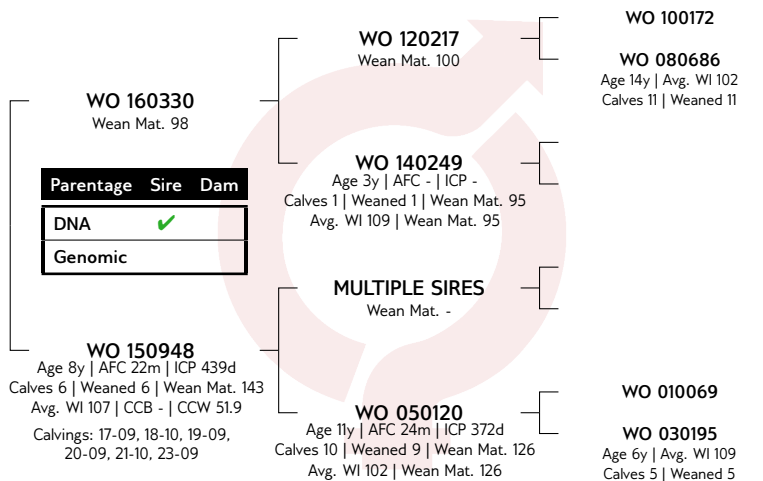 WO 160330
Wean Mat. 98
Parentage Sire Dam
DNA ✔
Genomic
WO 150948
Age 8y | AFC 22m | ICP 439d
Calves 6 | Weaned 6 | Wean Mat. 143
Avg. WI 107 | CCB - | CCW 51.9
Calvings: 17-09, 18-10, 19-09,
20-09, 21-10, 23-09
WO 120217
Wean Mat. 100
WO 140249
Age 3y | AFC - | ICP -
Calves 1 | Weaned 1 | Wean Mat. 95
Avg. WI 109 | Wean Mat. 95
MULTIPLE SIRES
Wean Mat. -
WO 050120
Age 11y | AFC 24m | ICP 372d
Calves 10 | Weaned 9 | Wean Mat. 126
Avg. WI 102 | Wean Mat. 126
WO 100172
WO 080686
Age 14y | Avg. WI 102
Calves 11 | Weaned 11
WO 010069
WO 030195
Age 6y | Avg. WI 109
Calves 5 | Weaned 5